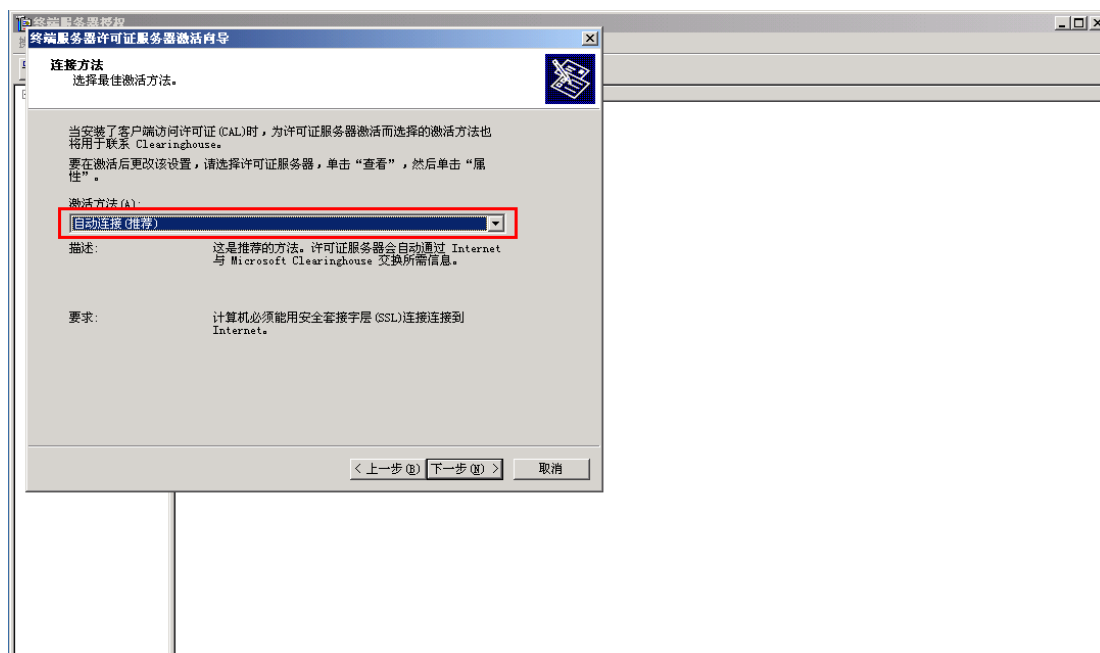 终端服务器授权
终端服务器许可证服务器激活向导
连接方法
选择最佳激活方法。
当安装了客户端访问许可证(CAL)时，为许可证服务器激活而选择的激活方法也
将用于联系 Clearinghouse。
要在激活后更改该设置，请选择许可证服务器，单击“查看”，然后单击“属
性”。
激活方法(A):
自动连接(推荐)
描述:
这是推荐的方法。许可证服务器会自动通过 Internet
与 Microsoft Clearinghouse 交换所需信息。
要求:
计算机必须能用安全套接字层(SSL)连接连接到
Internet。
< 上一步(B)
下一步(N) >
取消